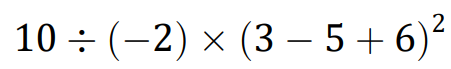 10 ÷ (−2) × (3 − 5 + 6)²